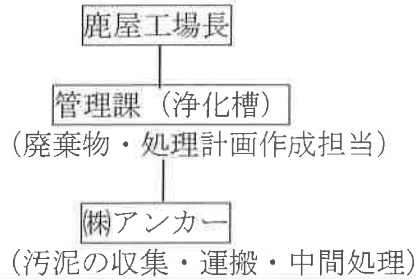 鹿屋工場長
管理課（浄化槽）
（廃棄物・処理計画作成担当）
㈱アンカー
（汚泥の収集・運搬・中間処理）